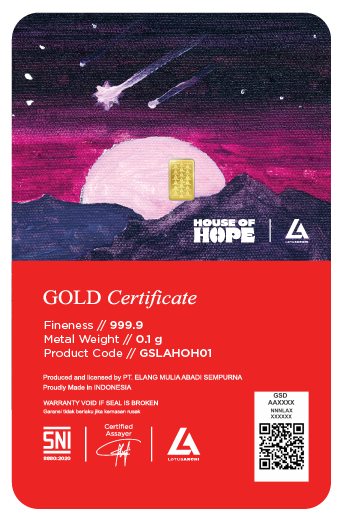 HOUSE OF
HOPE
LOTUSARCHI
GOLD Certificate
Fineness // 999.9
Metal Weight // 0.1 g
Product Code // GSLAHOH01
Produced and licensed by PT. ELANG MULIA ABADI SEMPURNA
Proudly Made in INDONESIA
WARRANTY VOID IF SEAL IS BROKEN
Garansi tidak berlaku jika kemasan rusak
GSD
AAXXXX
NNNLAX
XXXXXX
SNI
8880:2020
Certified
Assayer
LOTUSARCHI